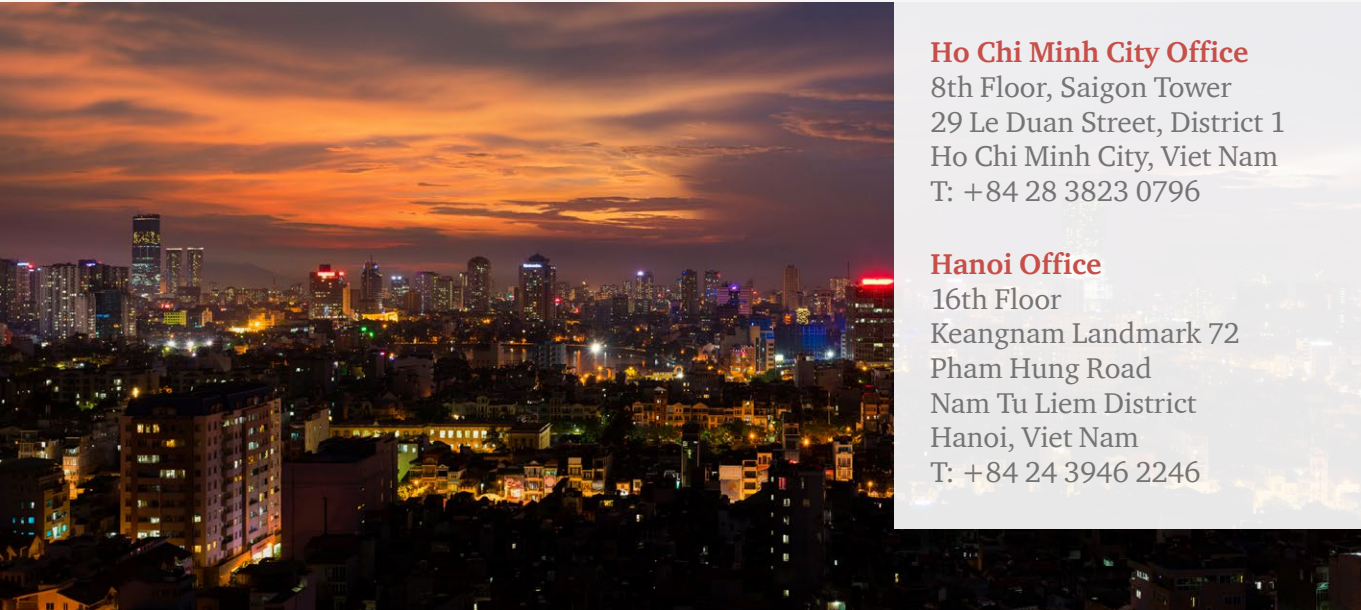 Ho Chi Minh City Office
8th Floor, Saigon Tower
29 Le Duan Street, District 1
Ho Chi Minh City, Viet Nam
T: +84 28 3823 0796
Hanoi Office
16th Floor
Keangnam Landmark 72
Pham Hung Road
Nam Tu Liem District
Hanoi, Viet Nam
T: +84 24 3946 2246